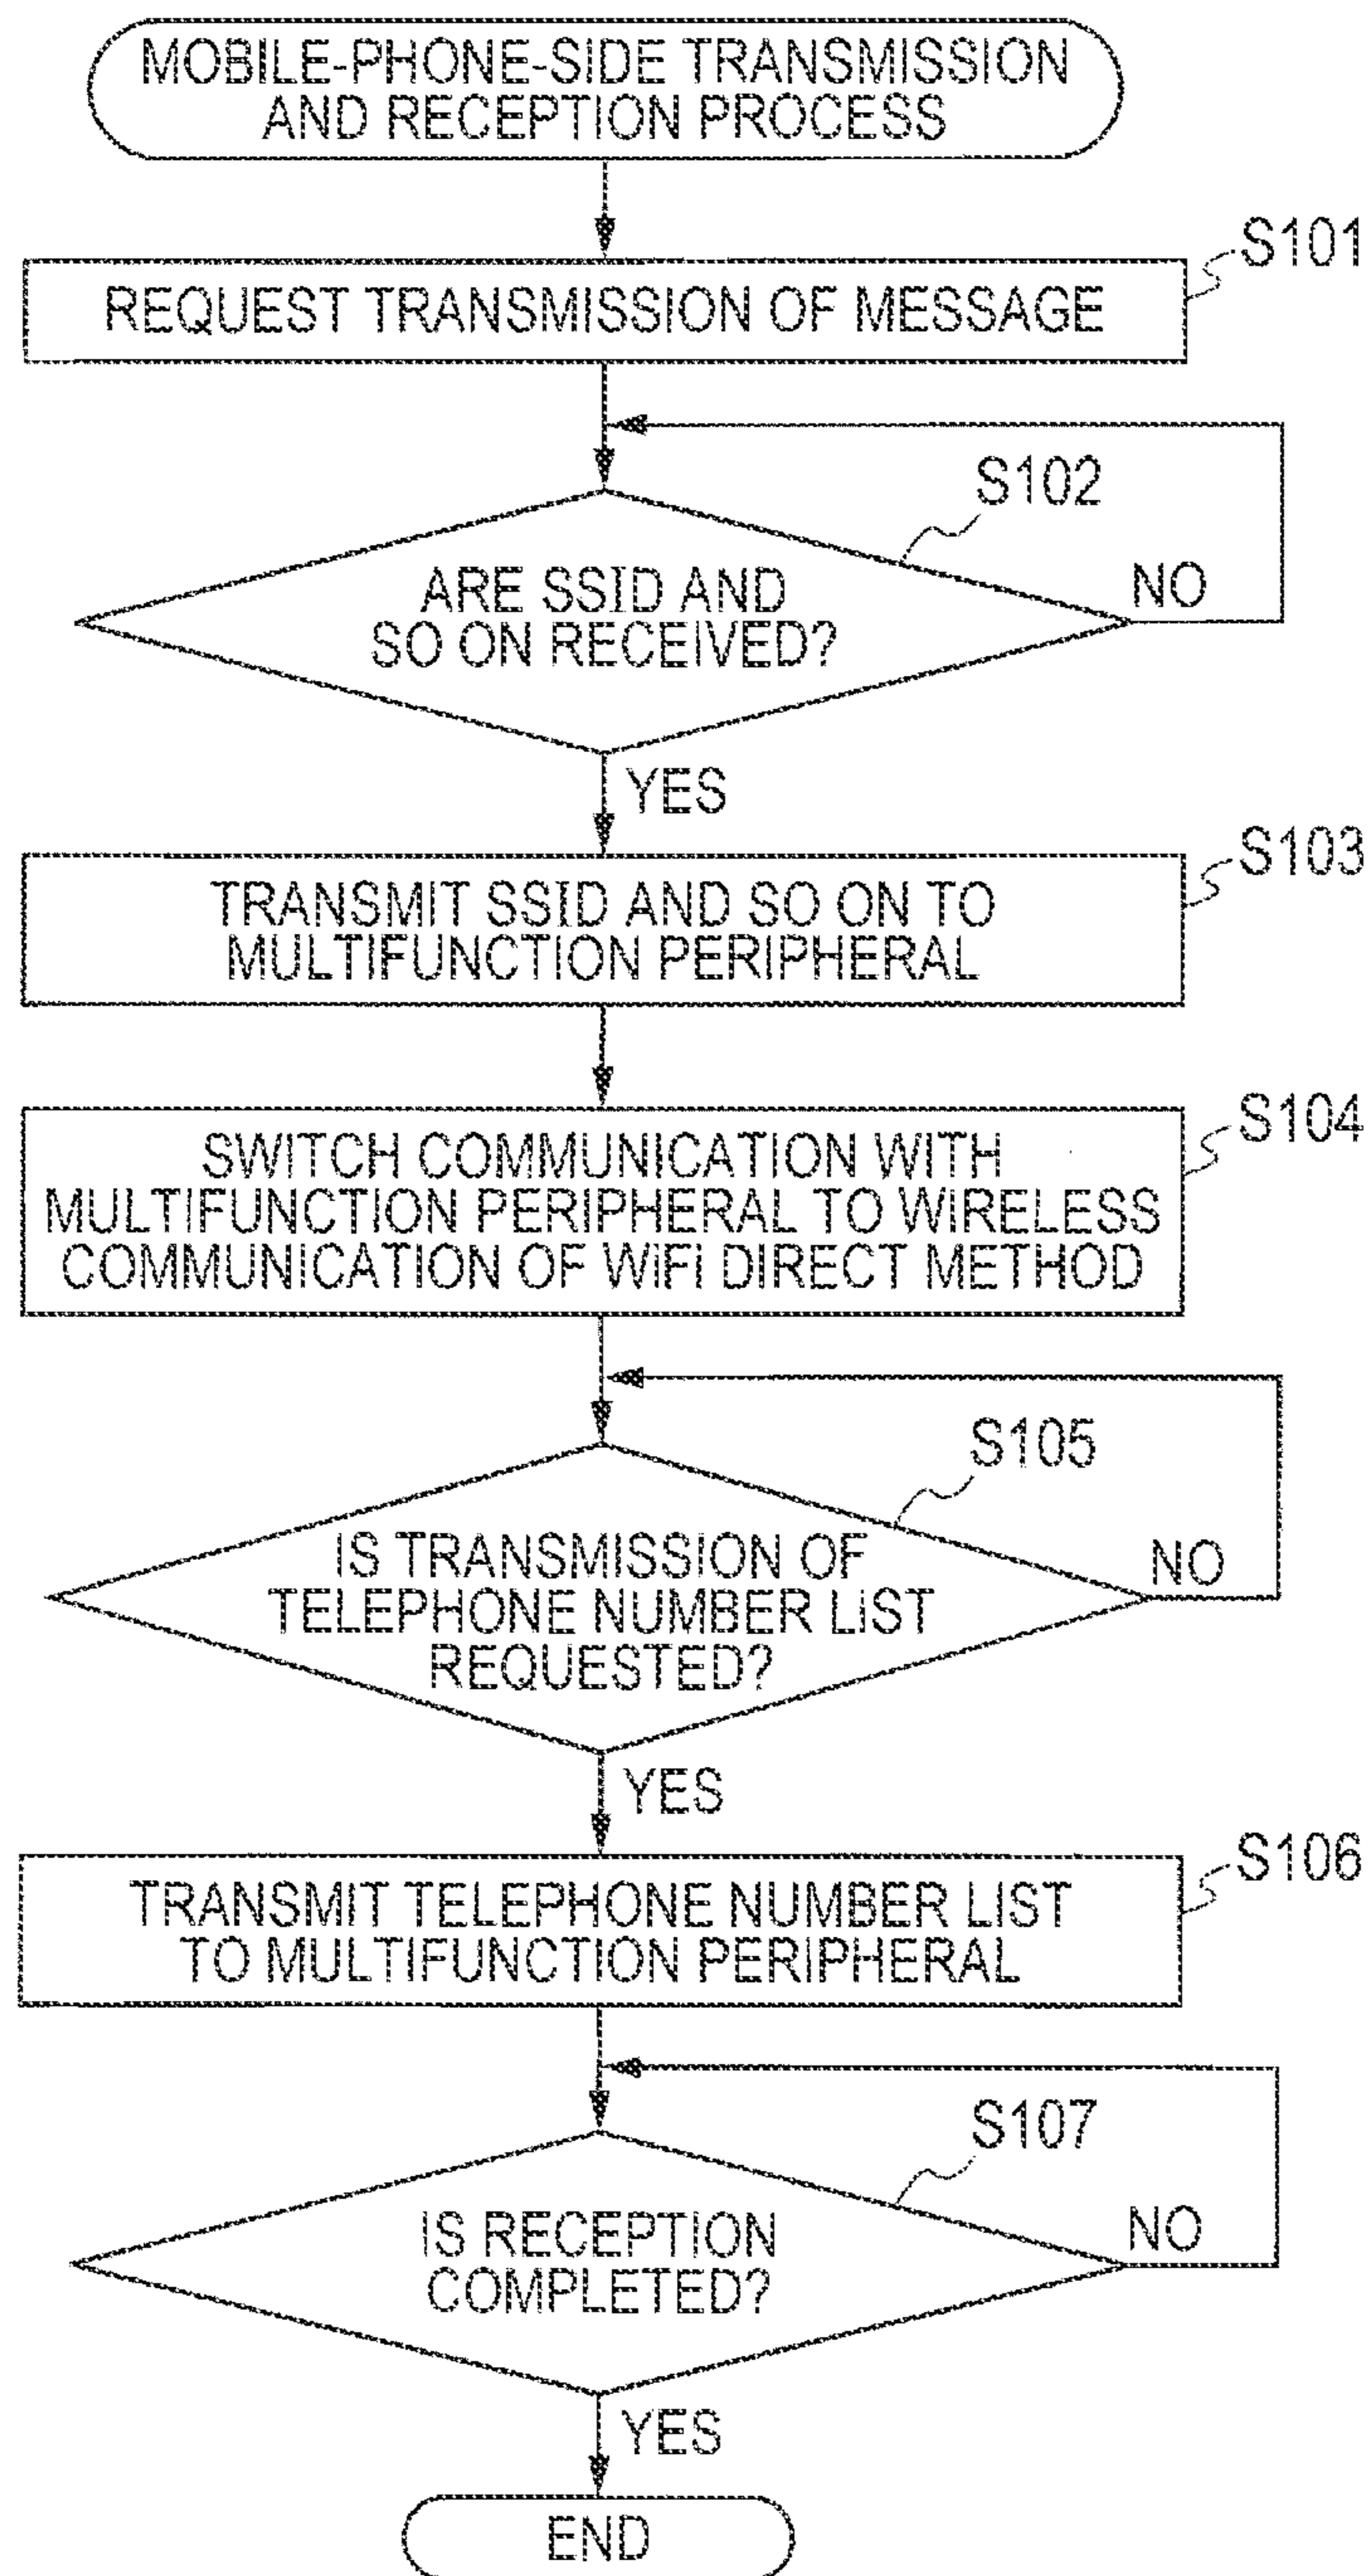 MOBILE-PHONE-SIDE TRANSMISSION
AND RECEPTION PROCESS
S101
REQUEST TRANSMISSION OF MESSAGE
S102
ARE SSID AND
SO ON RECEIVED?
NO
YES
S103
TRANSMIT SSID AND SO ON TO
MULTIFUNCTION PERIPHERAL
S104
SWITCH COMMUNICATION WITH
MULTIFUNCTION PERIPHERAL TO WIRELESS
COMMUNICATION OF WiFi DIRECT METHOD
S105
IS TRANSMISSION OF
TELEPHONE NUMBER LIST
REQUESTED?
NO
YES
S106
TRANSMIT TELEPHONE NUMBER LIST
TO MULTIFUNCTION PERIPHERAL
S107
IS RECEPTION
COMPLETED?
NO
YES
END